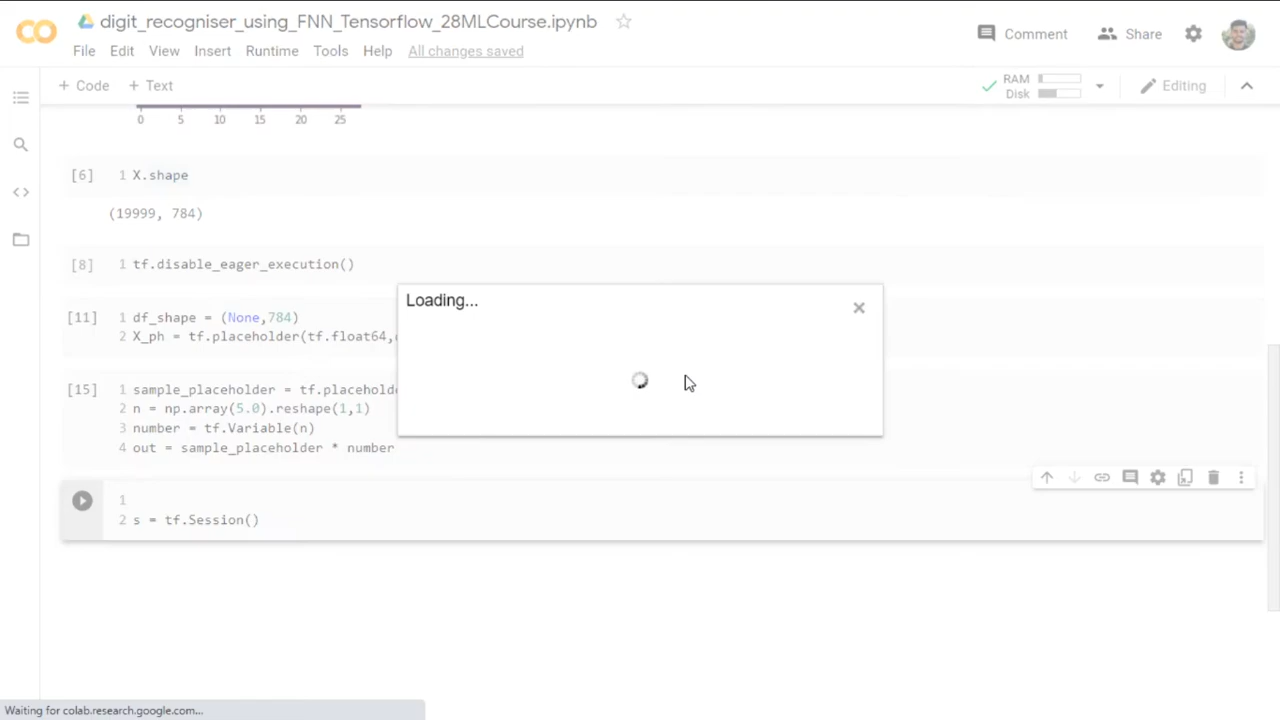 digit_recogniser_using_FNN_Tensorflow_28MLCourse.ipynb
Comment
Share
File Edit View Insert Runtime Tools Help All changes saved
+ Code + Text
RAM
Disk
Editing
0 5 10 15 20 25
[6] 1 X.shape
(19999, 784)
[8] 1 tf.disable_eager_execution()
[11] 1 df_shape = (None,784)
2 X_ph = tf.placeholder(tf.float64,
[15] 1 sample_placeholder = tf.placehold
2 n = np.array(5.0).reshape(1,1)
3 number = tf.Variable(n)
4 out = sample_placeholder * number
Loading...
1
2 s = tf.Session()
Waiting for colab.research.google.com...